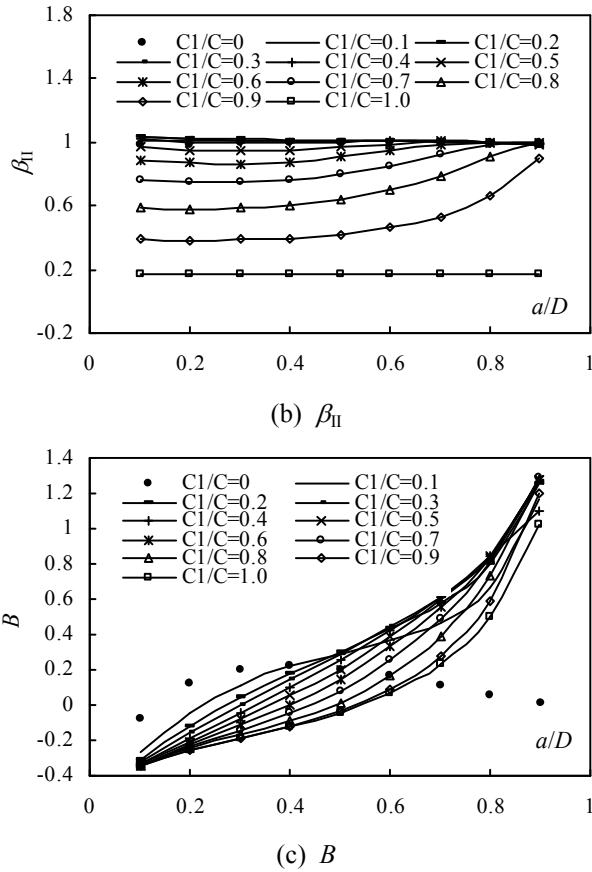 1.8
C1/C=0 C1/C=0.1 C1/C=0.2
C1/C=0.3 C1/C=0.4 C1/C=0.5
1.4
C1/C=0.6 C1/C=0.7 C1/C=0.8
C1/C=0.9 C1/C=1.0
1
βII
0.6
0.2
a/D
-0.2
0 0.2 0.4 0.6 0.8 1
(b) βII
1.4
C1/C=0 C1/C=0.1
1.2
C1/C=0.2 C1/C=0.3
1
C1/C=0.4 C1/C=0.5
0.8
C1/C=0.6 C1/C=0.7
C1/C=0.8 C1/C=0.9
0.6
C1/C=1.0
B
0.4
0.2
0
-0.2
a/D
-0.4
0 0.2 0.4 0.6 0.8 1
(c) B